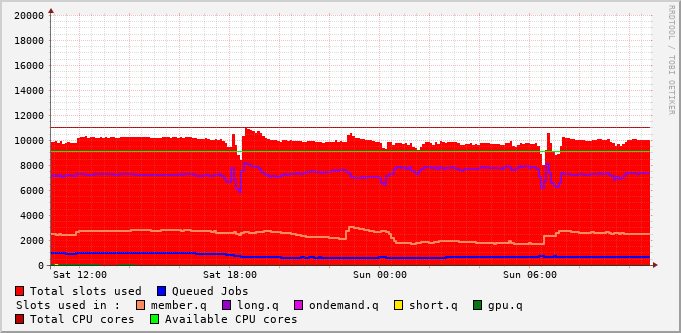 20000
18000
16000
14000
12000
10000
8000
6000
4000
2000
0
Sat 12:00 Sat 18:00 Sun 00:00 Sun 06:00
RRDTOOL / TOBI OETIKER
Total slots used Queued Jobs
Slots used in : member.q long.q ondemand.q short.q gpu.q
Total CPU cores Available CPU cores